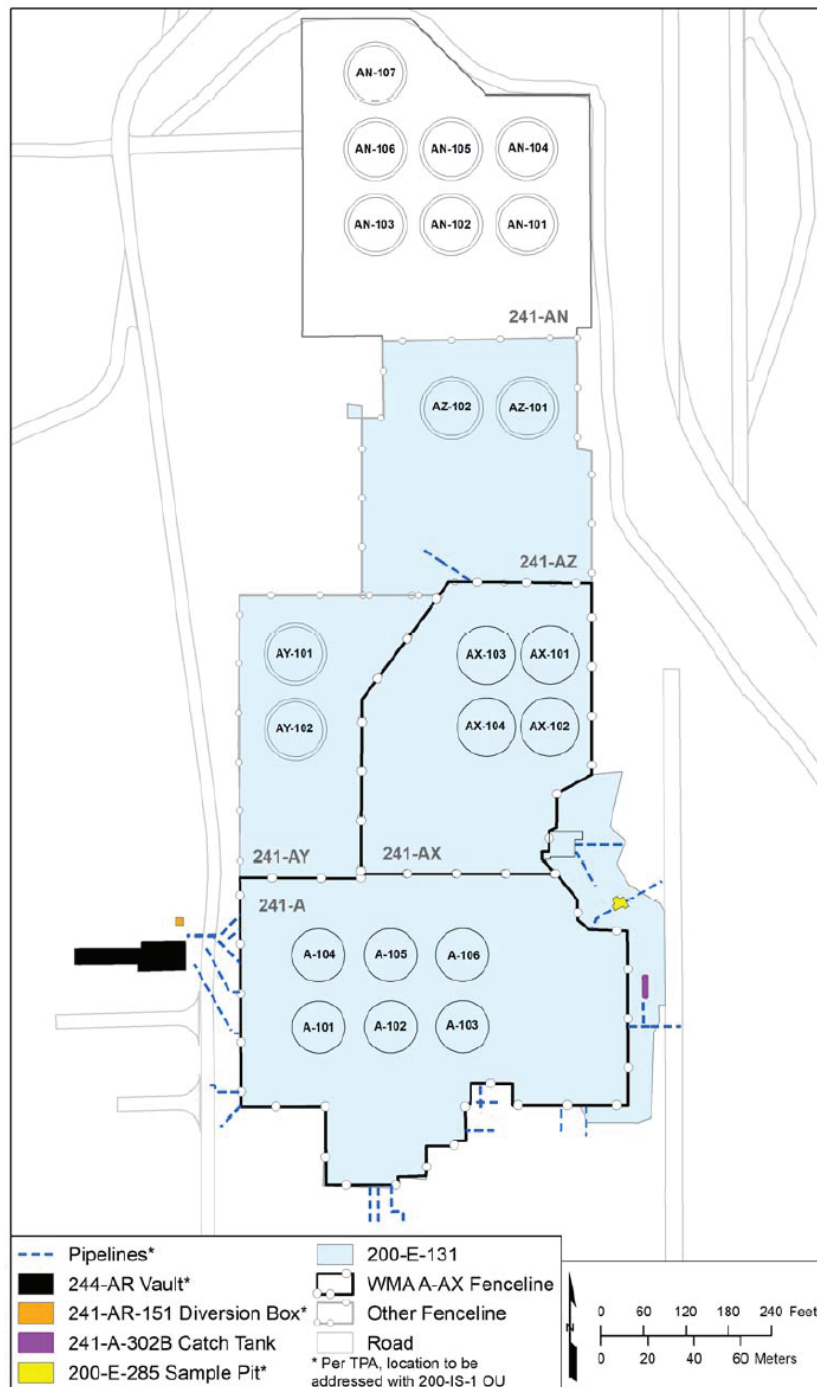 AN-107
AN-106 AN-105 AN-104
AN-103 AN-102 AN-101
241-AN
AZ-102 AZ-101
241-AZ
AY-101 AX-103 AX-101
AY-102 AX-104 AX-102
241-AY 241-AX
241-A
A-104 A-105 A-106
A-101 A-102 A-103
Pipelines*
244-AR Vault*
241-AR-151 Diversion Box*
241-A-302B Catch Tank
200-E-285 Sample Pit*
200-E-131
WMA A-AX Fenceline
Other Fenceline
Road
* Per TPA, location to be
addressed with 200-IS-1 OU
N
0 60 120 180 240 Feet
0 20 40 60 Meters